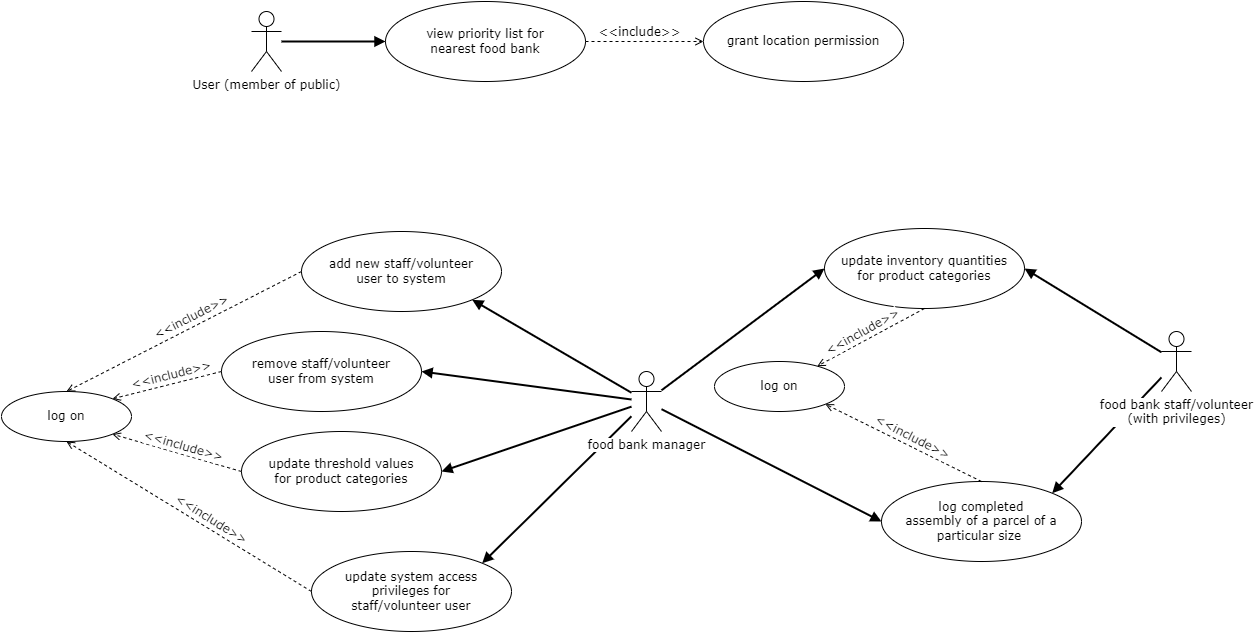 view priority list for
nearest food bank
<<include>>
grant location permission
User (member of public)
add new staff/volunteer
user to system
<<include>>
remove staff/volunteer
user from system
<<include>>
log on
update threshold values
for product categories
<<include>>
update system access
privileges for
staff/volunteer user
<<include>>
food bank manager
update inventory quantities
for product categories
<<include>>
log on
<<include>>
food bank staff/volunteer
(with privileges)
log completed
assembly of a parcel of a
particular size